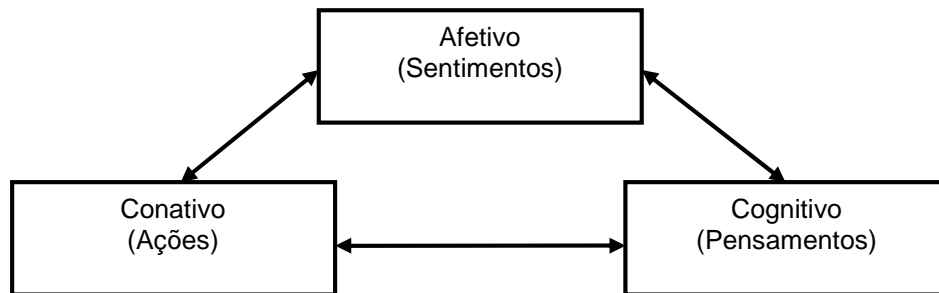 Afetivo
(Sentimentos)
Conativo
(Ações)
Cognitivo
(Pensamentos)